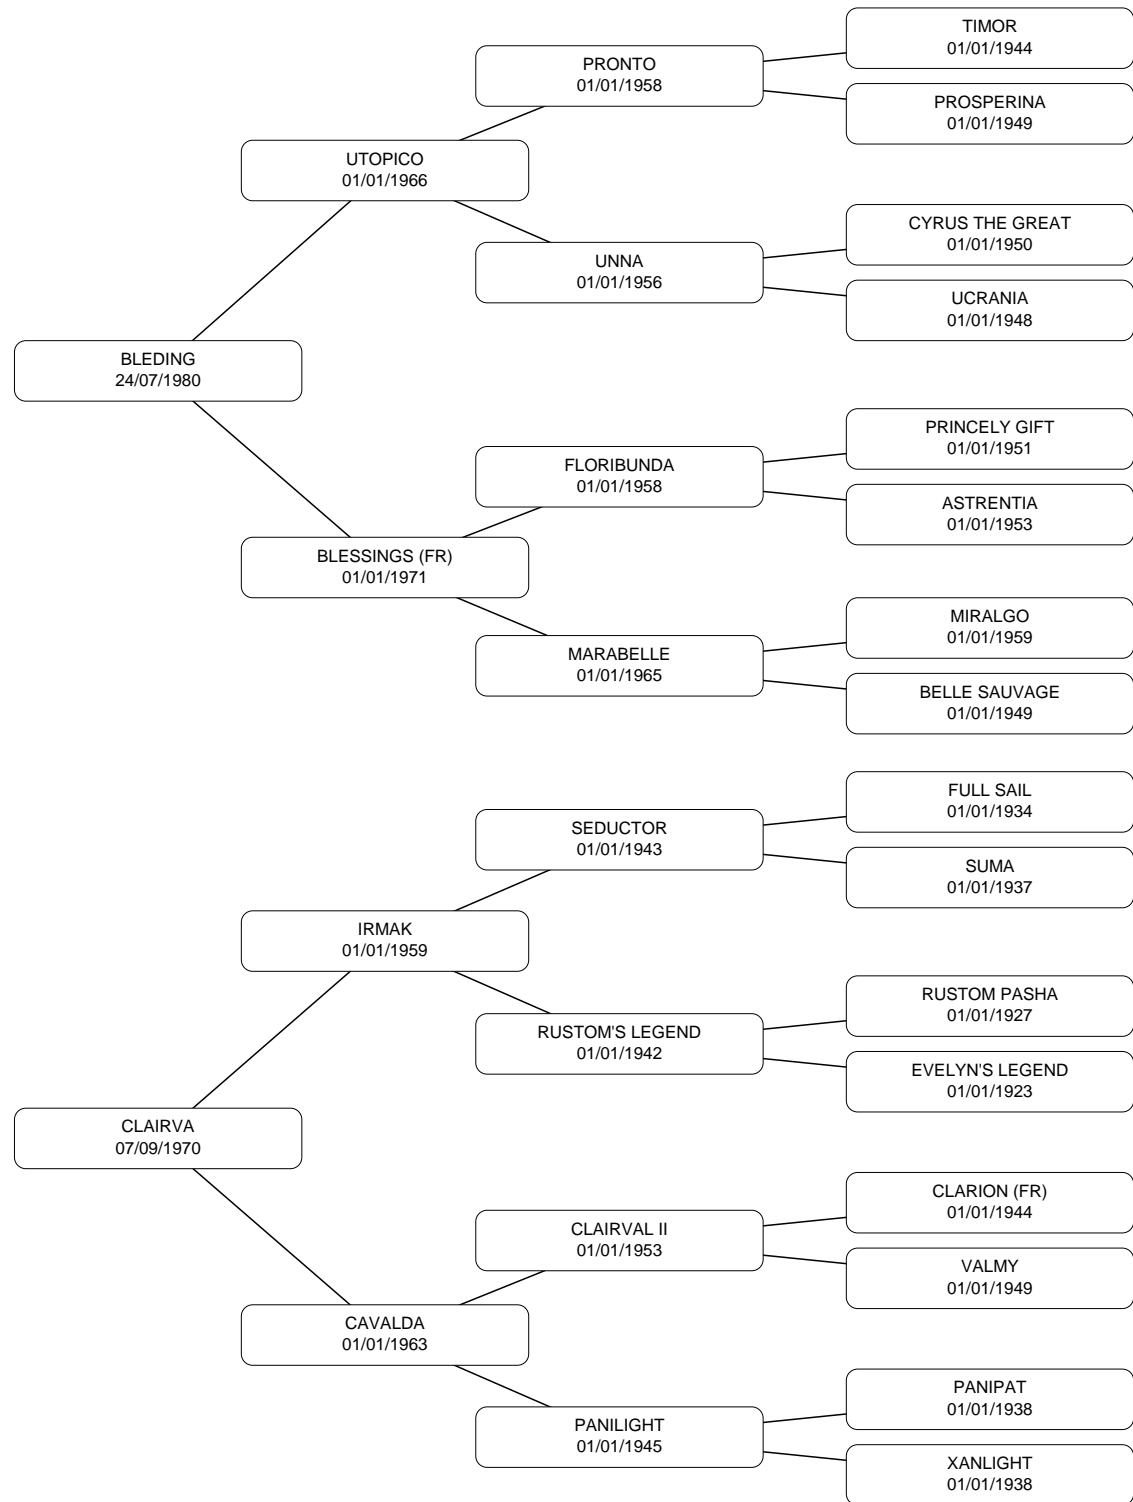 TIMOR
01/01/1944
PRONTO
01/01/1958
PROSPERINA
01/01/1949
UTOPICO
01/01/1966
CYRUS THE GREAT
01/01/1950
UNNA
01/01/1956
UCRANIA
01/01/1948
BLEDING
24/07/1980
PRINCELY GIFT
01/01/1951
FLORIBUNDA
01/01/1958
ASTRENTIA
01/01/1953
BLESSINGS (FR)
01/01/1971
MIRALGO
01/01/1959
MARABELLE
01/01/1965
BELLE SAUVAGE
01/01/1949
FULL SAIL
01/01/1934
SEDUCTOR
01/01/1943
SUMA
01/01/1937
IRMAK
01/01/1959
RUSTOM PASHA
01/01/1927
RUSTOM'S LEGEND
01/01/1942
EVELYN'S LEGEND
01/01/1923
CLAIRVA
07/09/1970
CLARION (FR)
01/01/1944
CLAIRVAL II
01/01/1953
VALMY
01/01/1949
CAVALDA
01/01/1963
PANIPAT
01/01/1938
PANILIGHT
01/01/1945
XANLIGHT
01/01/1938